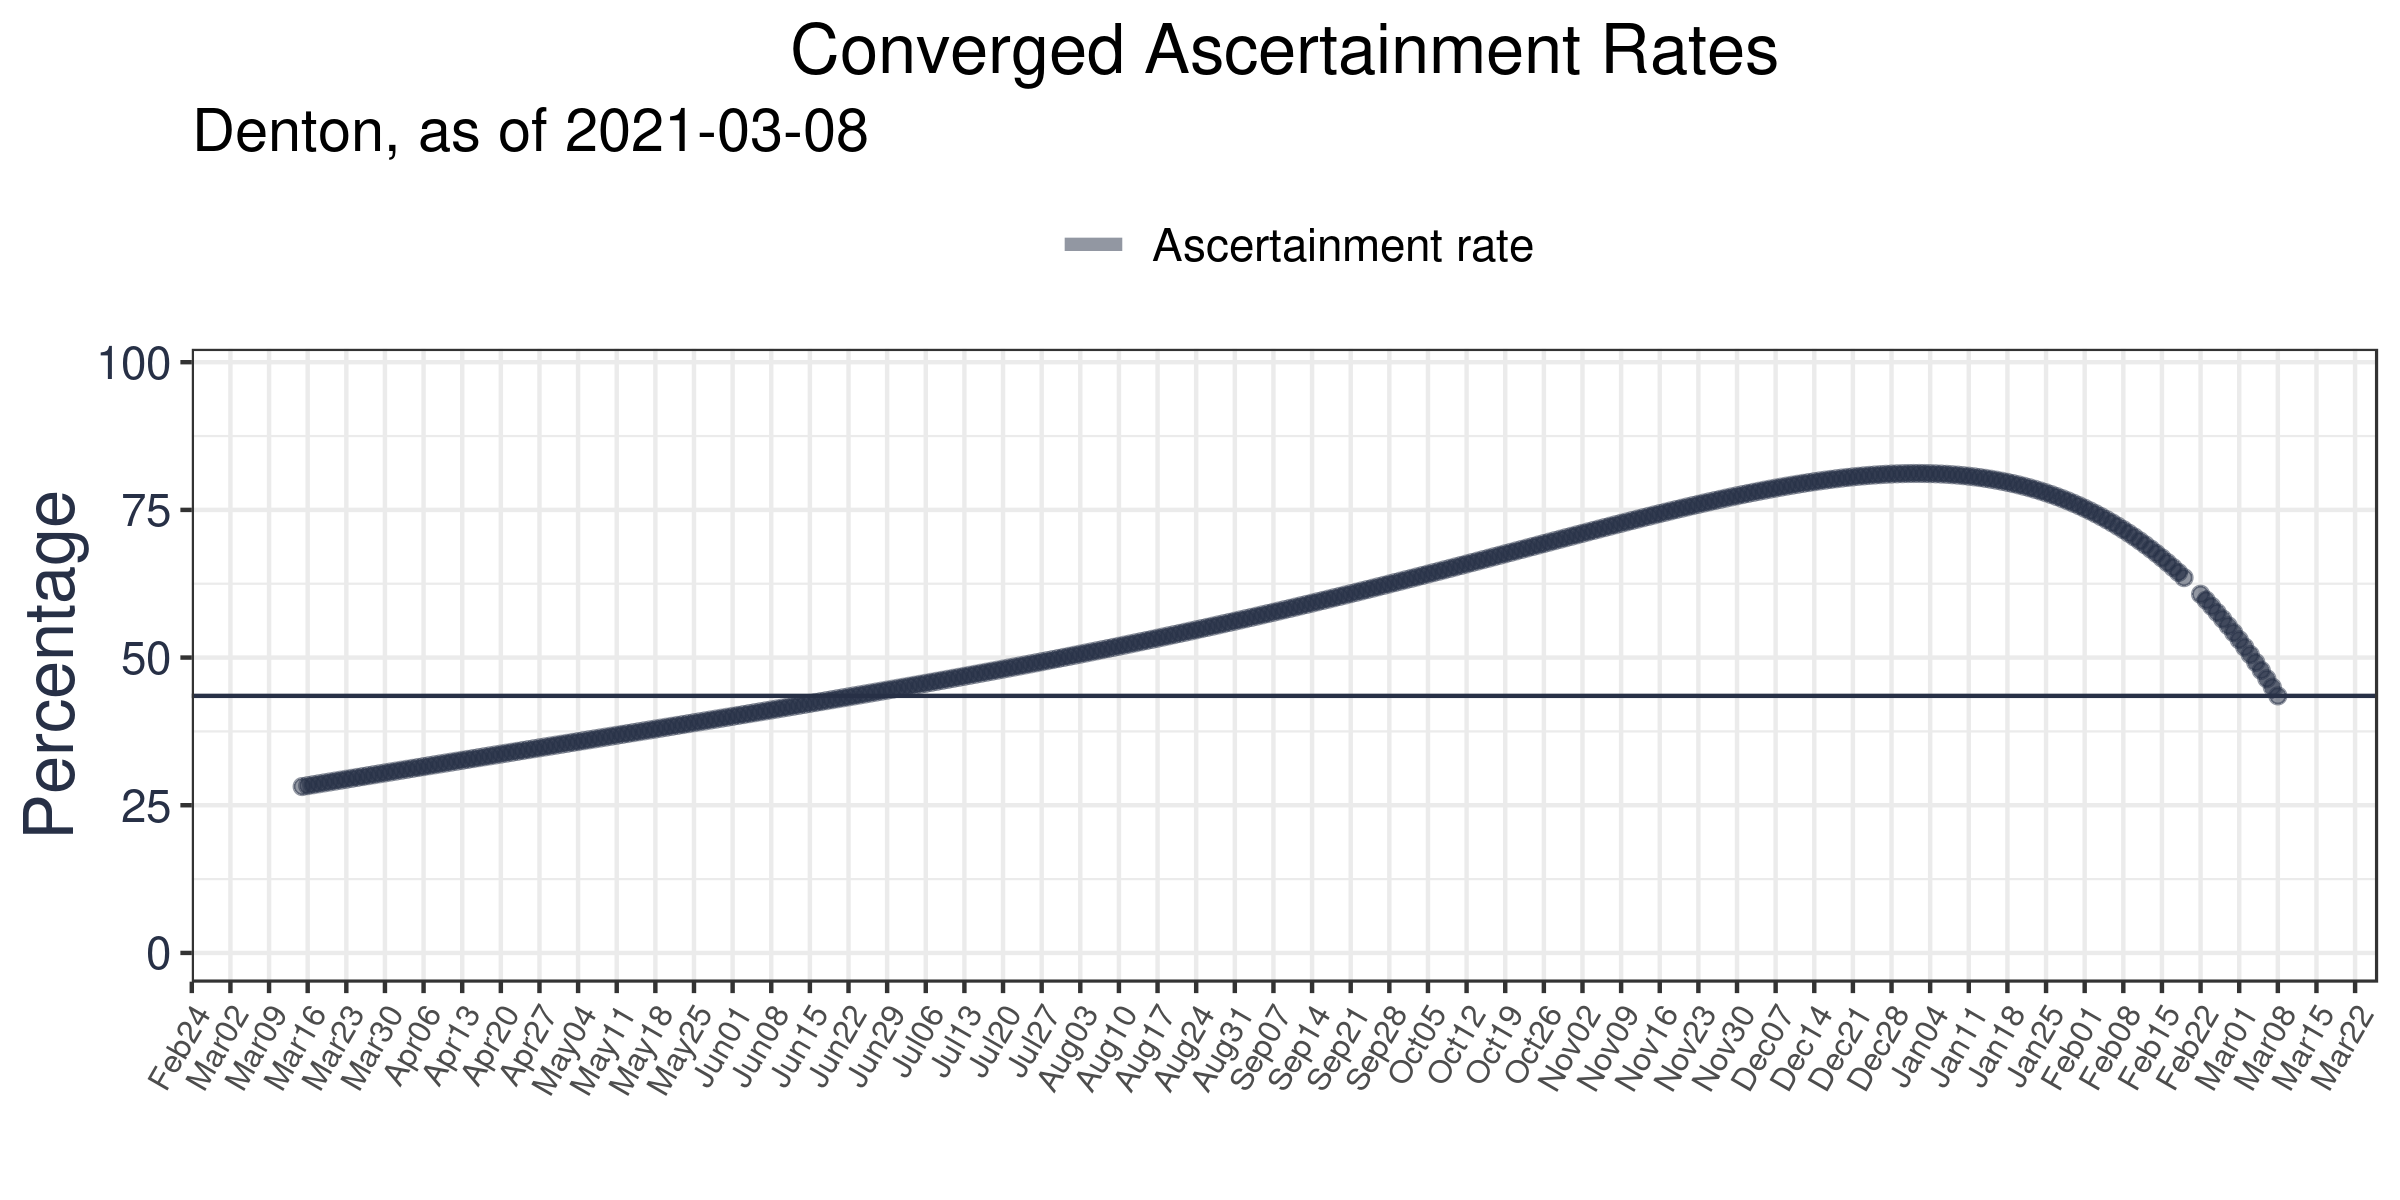 Converged Ascertainment Rates
Denton, as of 2021-03-08
Ascertainment rate
Percentage
100
75
50
25
0
Feb24
Mar02
Mar09
Mar16
Mar23
Mar30
Apr06
Apr13
Apr20
Apr27
May04
May11
May18
May25
Jun01
Jun08
Jun15
Jun22
Jun29
Jul06
Jul13
Jul20
Jul27
Aug03
Aug10
Aug17
Aug24
Aug31
Sep07
Sep14
Sep21
Sep28
Oct05
Oct12
Oct19
Oct26
Nov02
Nov09
Nov16
Nov23
Nov30
Dec07
Dec14
Dec21
Dec28
Jan04
Jan11
Jan18
Jan25
Feb01
Feb08
Feb15
Feb22
Mar01
Mar08
Mar15
Mar22